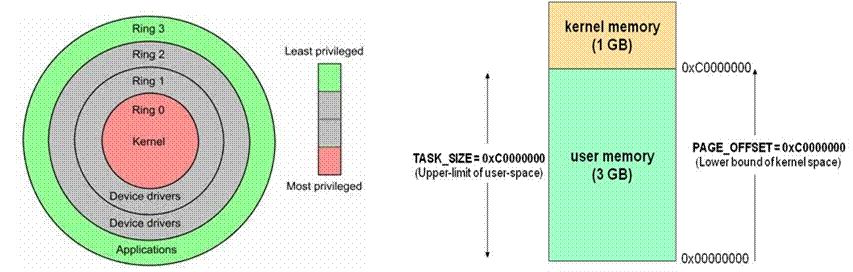 Ring 3
Ring 2
Ring 1
Ring 0
Kernel
Device drivers
Device drivers
Applications
Least privileged
Most privileged
kernel memory
(1 GB)
0xC0000000
TASK_SIZE = 0xC0000000
(Upper-limit of user-space)
user memory
(3 GB)
PAGE_OFFSET = 0xC0000000
(Lower bound of kernel space)
0x00000000